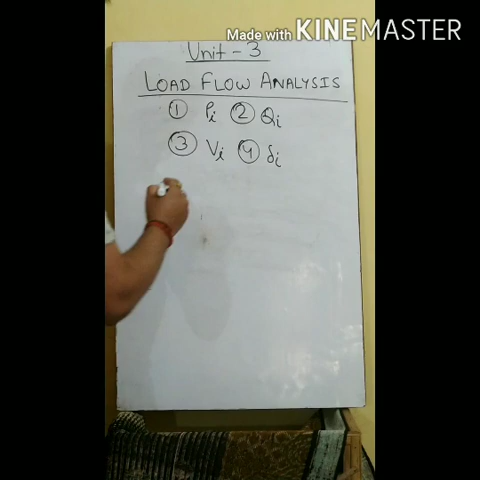 Made with KINEMASTER
Unit - 3
LOAD FLOW ANALYSIS
① Pi ② Qi
③ Vi ④ δi